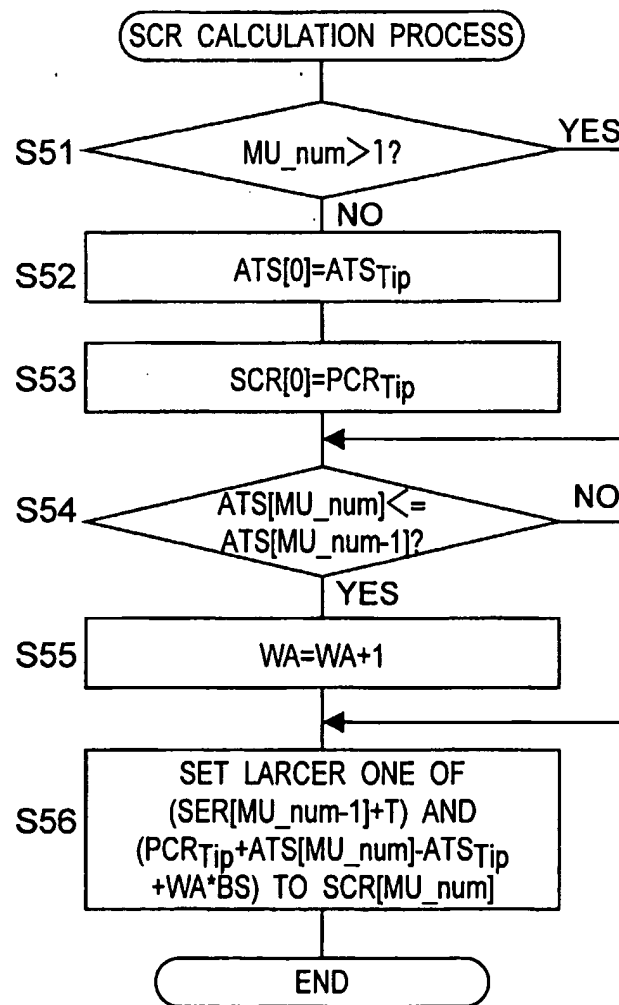 SCR CALCULATION PROCESS
S51
MU_num>1?
YES
NO
S52
ATS[0]=ATSTip
S53
SCR[0]=PCRTip
S54
ATS[MU_num]<=
ATS[MU_num-1]?
NO
YES
S55
WA=WA+1
S56
SET LARCER ONE OF
(SER[MU_num-1]+T) AND
(PCRTip+ATS[MU_num]-ATSTip
+WA*BS) TO SCR[MU_num]
END